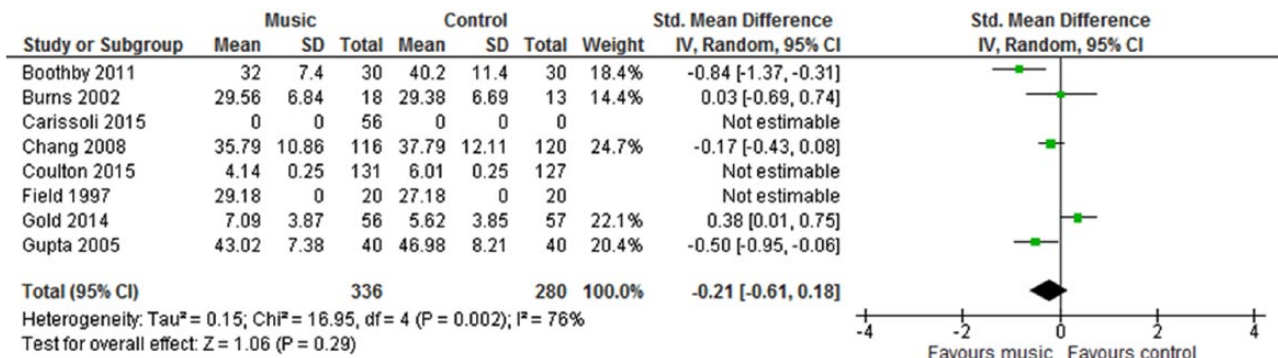 Music Control Std. Mean Difference Std. Mean Difference
Study or Subgroup Mean SD Total Mean SD Total Weight IV, Random, 95% CI IV, Random, 95% CI
Boothby 2011 32 7.4 30 40.2 11.4 30 18.4% -0.84 [-1.37, -0.31]
Burns 2002 29.56 6.84 18 29.38 6.69 13 14.4% 0.03 [-0.69, 0.74]
Carissoli 2015 0 0 56 0 0 0 Not estimable
Chang 2008 35.79 10.86 116 37.79 12.11 120 24.7% -0.17 [-0.43, 0.08]
Coulton 2015 4.14 0.25 131 6.01 0.25 127 Not estimable
Field 1997 29.18 0 20 27.18 0 20 Not estimable
Gold 2014 7.09 3.87 56 5.62 3.85 57 22.1% 0.38 [0.01, 0.75]
Gupta 2005 43.02 7.38 40 46.98 8.21 40 20.4% -0.50 [-0.95, -0.06]
Total (95% CI) 336 280 100.0% -0.21 [-0.61, 0.18]
Heterogeneity: Tau² = 0.15; Chi² = 16.95, df = 4 (P = 0.002); I² = 76%
Test for overall effect: Z = 1.06 (P = 0.29)
-4 -2 0 2 4
Favours music Favours control